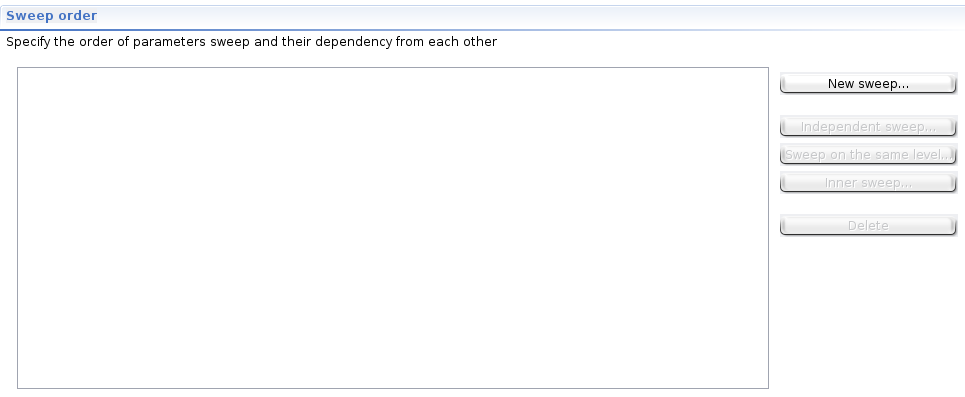 Sweep order
Specify the order of parameters sweep and their dependency from each other
New sweep...
Independent sweep...
Sweep on the same level...
Inner sweep...
Delete